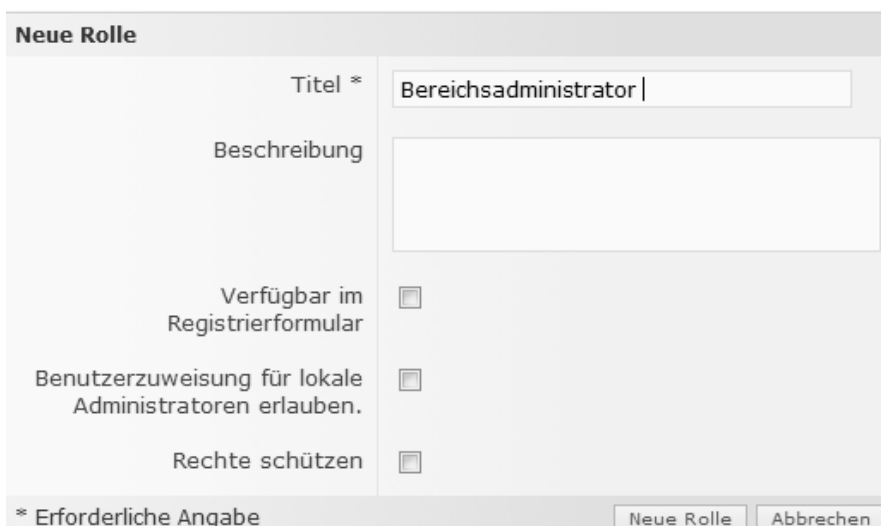 Neue Rolle
Titel *
Bereichsadministrator
Beschreibung
Verfügbar im
Registrierformular
Benutzerzuweisung für lokale
Administratoren erlauben.
Rechte schützen
* Erforderliche Angabe
Neue Rolle
Abbrechen